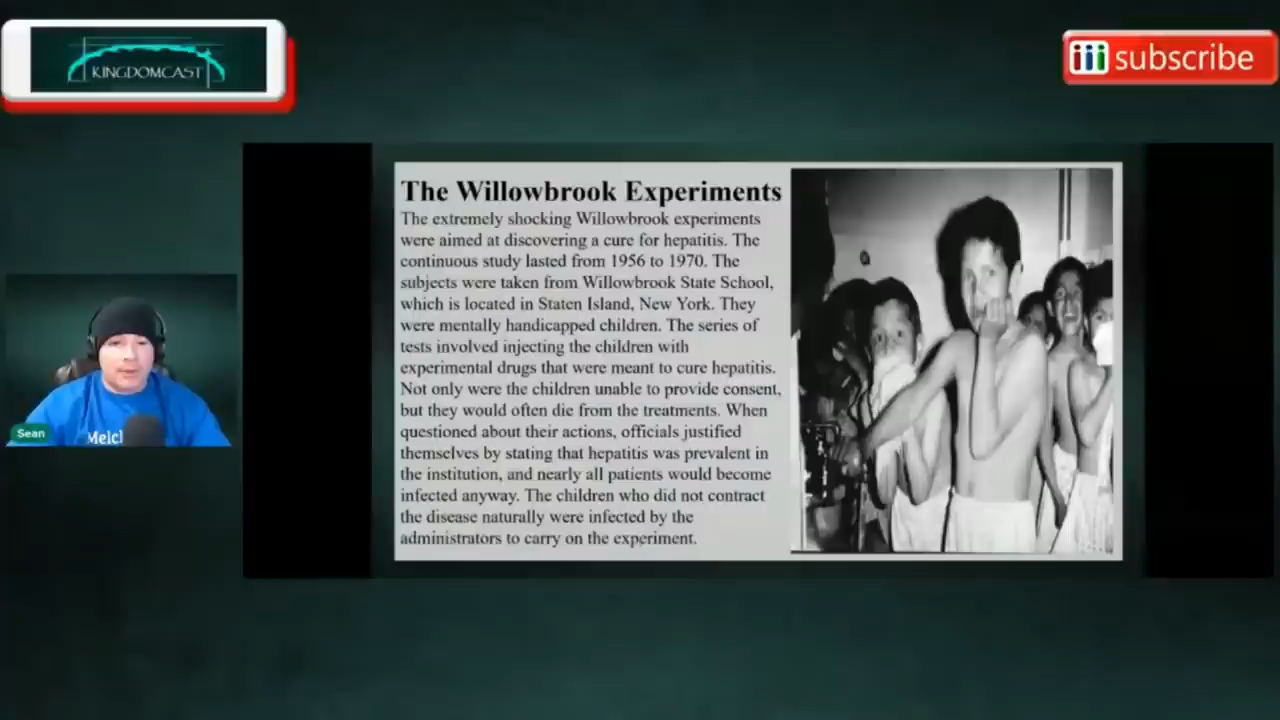 KINGDOMCAST
subscribe
The Willowbrook Experiments
The extremely shocking Willowbrook experiments
were aimed at discovering a cure for hepatitis. The
continuous study lasted from 1956 to 1970. The
subjects were taken from Willowbrook State School,
which is located in Staten Island, New York. They
were mentally handicapped children. The series of
tests involved injecting the children with
experimental drugs that were meant to cure hepatitis.
Not only were the children unable to provide consent,
but they would often die from the treatments. When
questioned about their actions, officials justified
themselves by stating that hepatitis was prevalent in
the institution, and nearly all patients would become
infected anyway. The children who did not contract
the disease naturally were infected by the
administrators to carry on the experiment.
Sean
Melcl